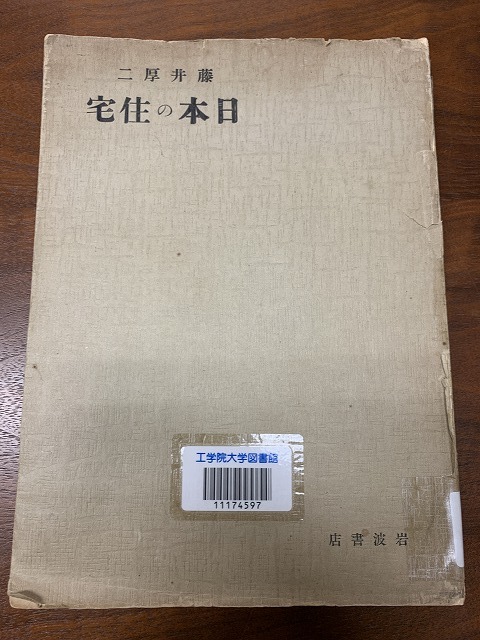 藤井厚二
日本の住宅
工学院大学図書館
11174597
岩波書店